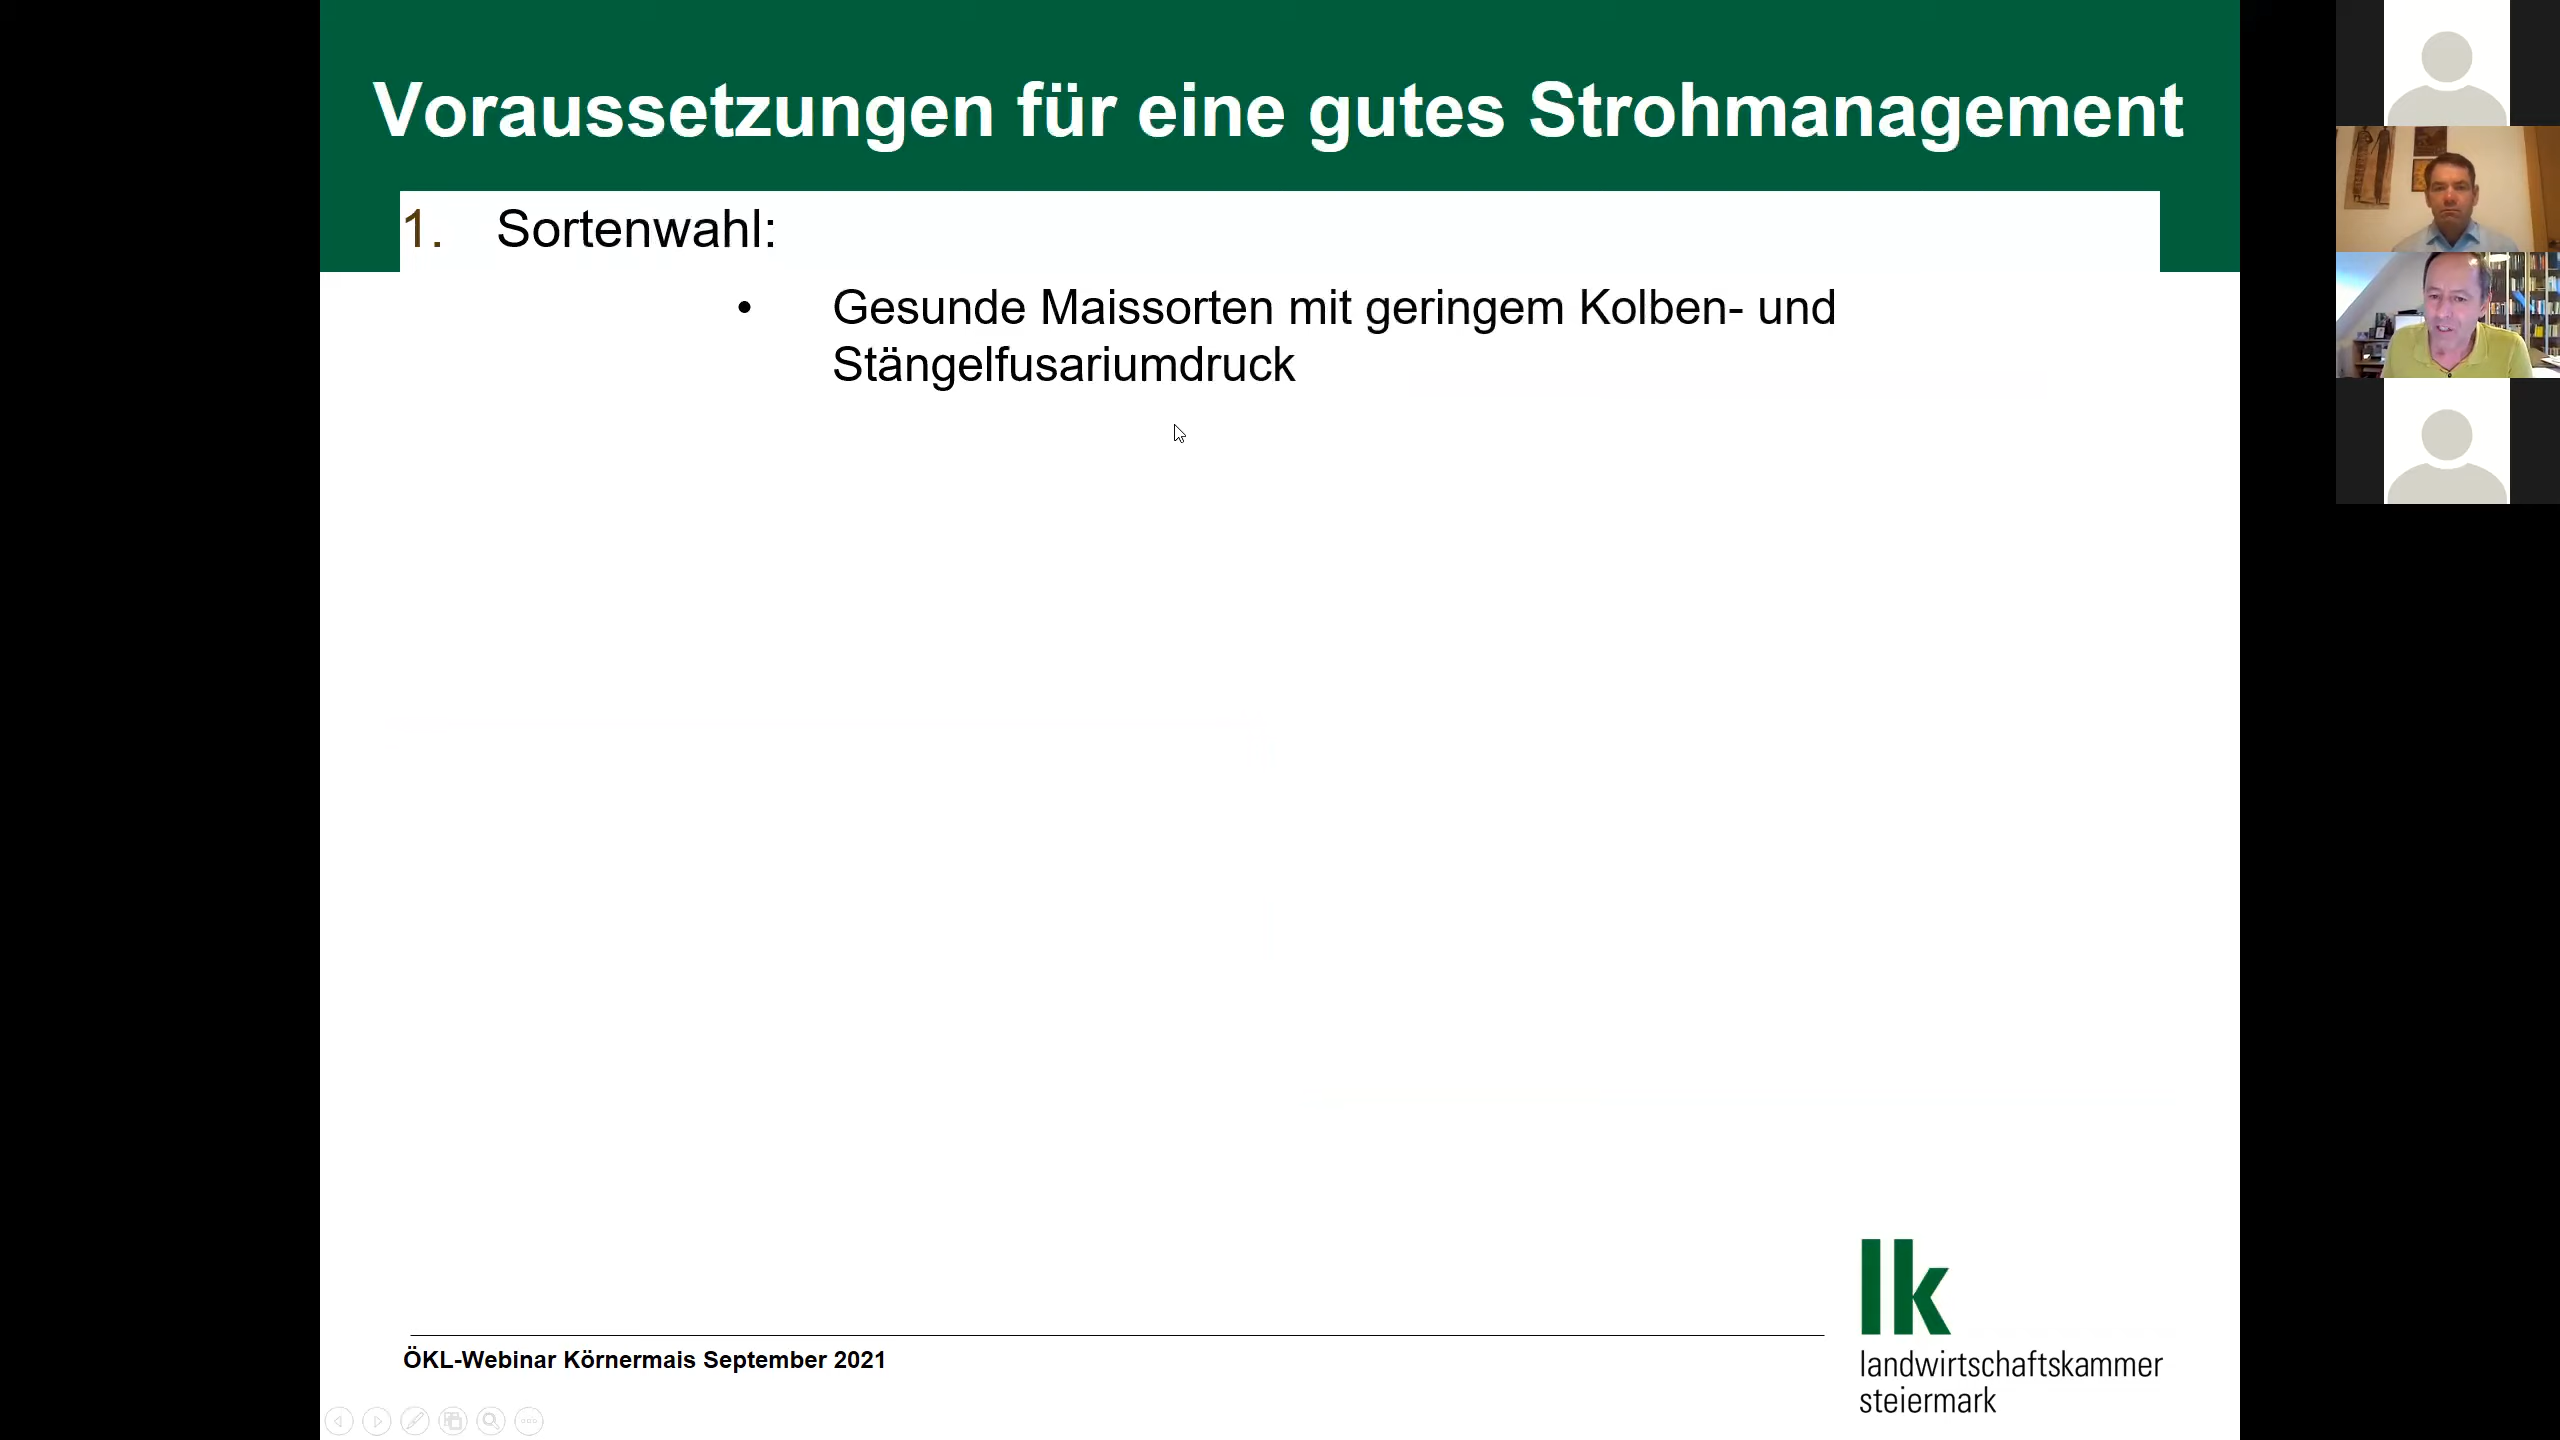 Voraussetzungen für eine gutes Strohmanagement
1. Sortenwahl:
• Gesunde Maissorten mit geringem Kolben- und
Stängelfusariumdruck
lk
landwirtschaftskammer
steiermark
ÖKL-Webinar Körnermais September 2021